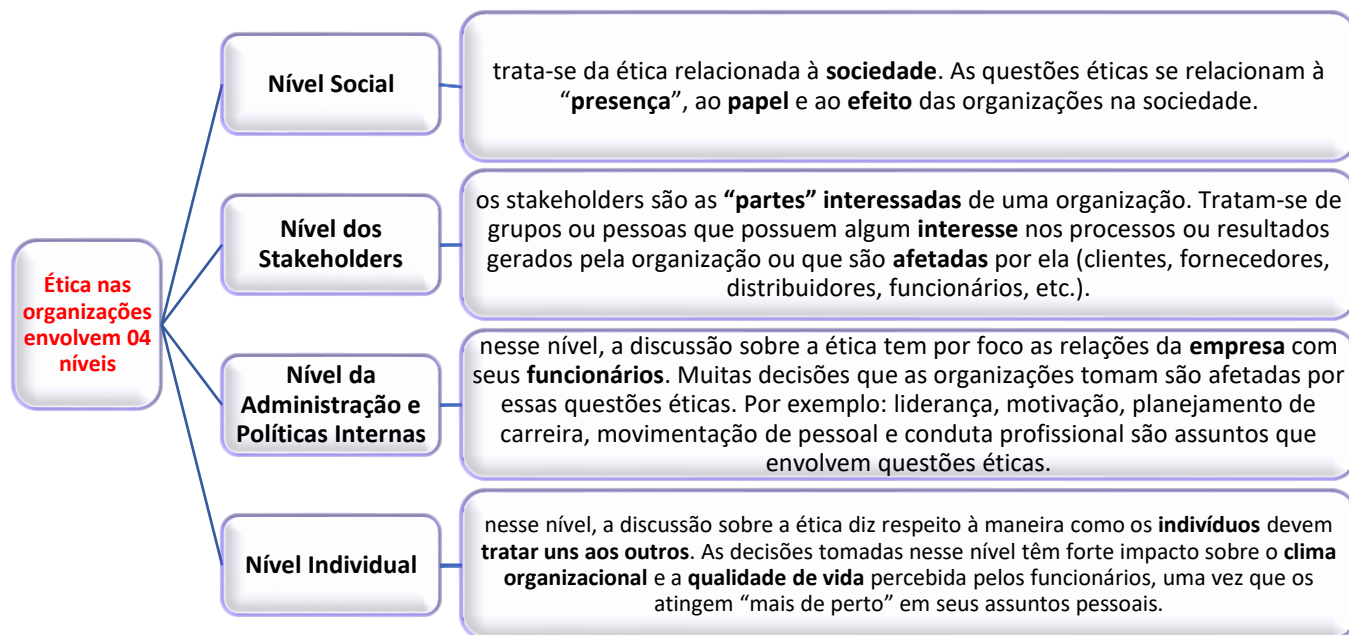 Ética nas
organizações
envolvem 04
níveis
Nível Social
trata-se da ética relacionada à sociedade. As questões éticas se relacionam à
“presença”, ao papel e ao efeito das organizações na sociedade.
Nível dos
Stakeholders
os stakeholders são as “partes” interessadas de uma organização. Tratam-se de
grupos ou pessoas que possuem algum interesse nos processos ou resultados
gerados pela organização ou que são afetadas por ela (clientes, fornecedores,
distribuidores, funcionários, etc.).
Nível da
Administração e
Políticas Internas
nesse nível, a discussão sobre a ética tem por foco as relações da empresa com
seus funcionários. Muitas decisões que as organizações tomam são afetadas por
essas questões éticas. Por exemplo: liderança, motivação, planejamento de
carreira, movimentação de pessoal e conduta profissional são assuntos que
envolvem questões éticas.
Nível Individual
nesse nível, a discussão sobre a ética diz respeito à maneira como os indivíduos devem
tratar uns aos outros. As decisões tomadas nesse nível têm forte impacto sobre o clima
organizacional e a qualidade de vida percebida pelos funcionários, uma vez que os
atingem “mais de perto” em seus assuntos pessoais.